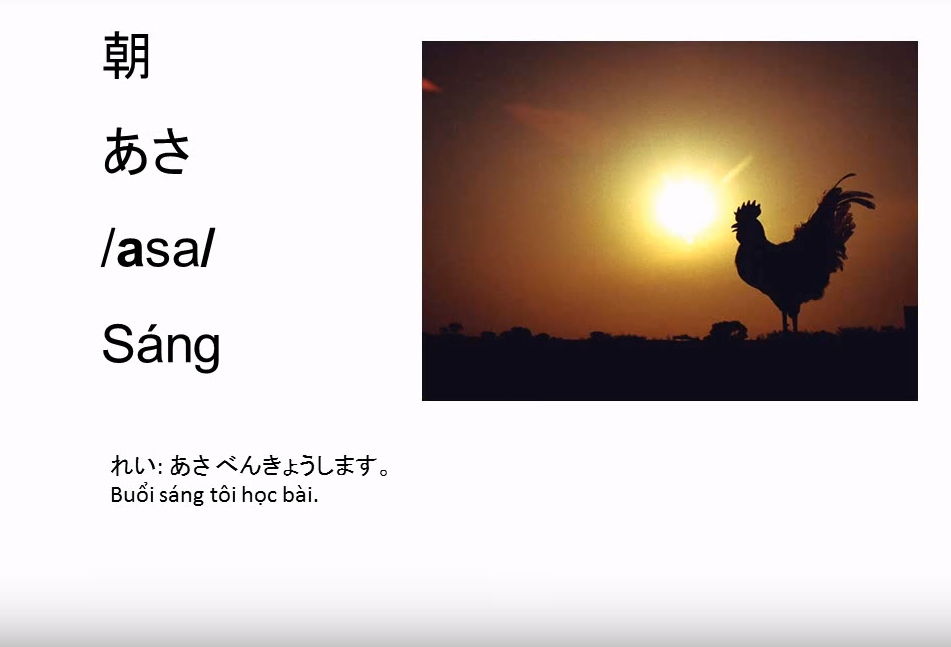 朝
あさ
/asa/
Sáng
れい: あさ べんきょうします。
Buổi sáng tôi học bài.